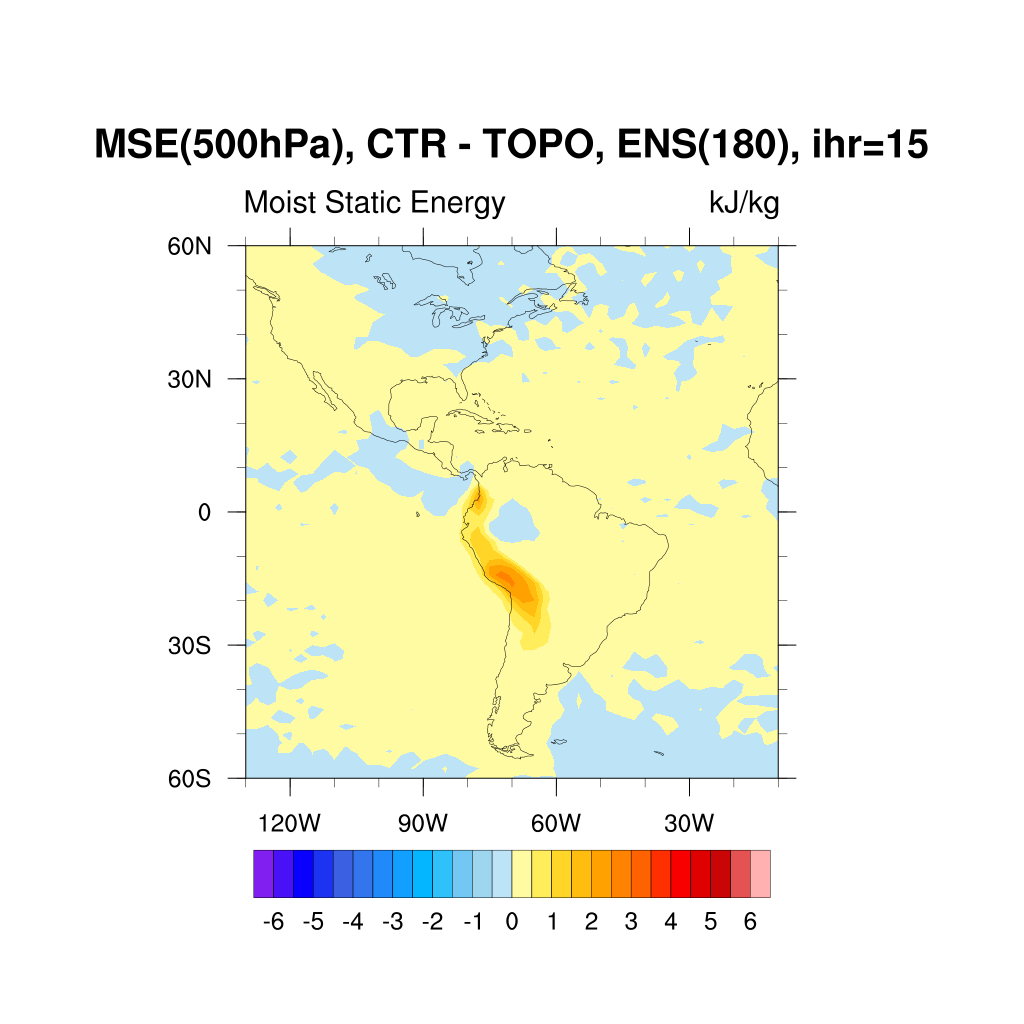 MSE(500hPa), CTR - TOPO, ENS(180), ihr=15
Moist Static Energy kJ/kg
60N
30N
0
30S
60S
120W 90W 60W 30W
-6 -5 -4 -3 -2 -1 0 1 2 3 4 5 6